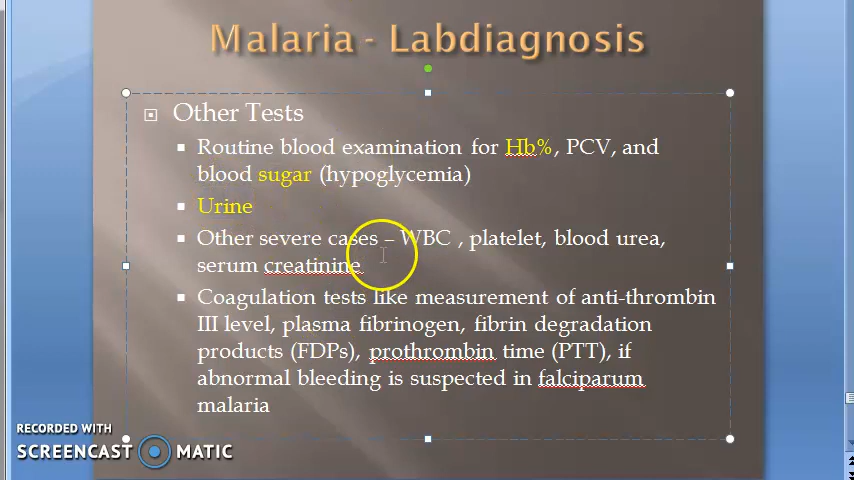 Malaria - Labdiagnosis
Other Tests
Routine blood examination for Hb%, PCV, and
blood sugar (hypoglycemia)
Urine
Other severe cases – WBC , platelet, blood urea,
serum creatinine
Coagulation tests like measurement of anti-thrombin
III level, plasma fibrinogen, fibrin degradation
products (FDPs), prothrombin time (PTT), if
abnormal bleeding is suspected in falciparum
malaria
RECORDED WITH
SCREENCAST MATIC